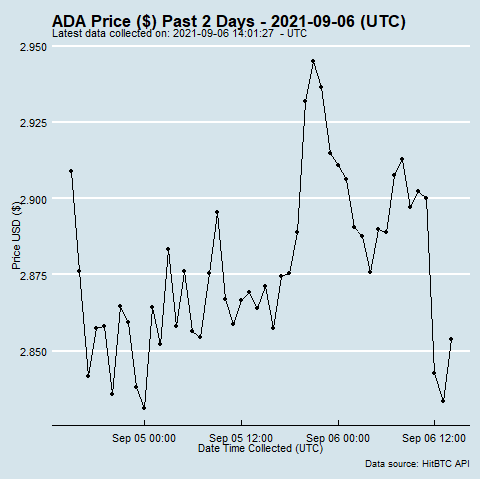 ADA Price ($) Past 2 Days - 2021-09-06 (UTC)
Latest data collected on: 2021-09-06 14:01:27 - UTC
2.950
2.925
2.900
2.875
2.850
Price USD ($)
Sep 05 00:00 Sep 05 12:00 Sep 06 00:00 Sep 06 12:00
Date Time Collected (UTC)
Data source: HitBTC API